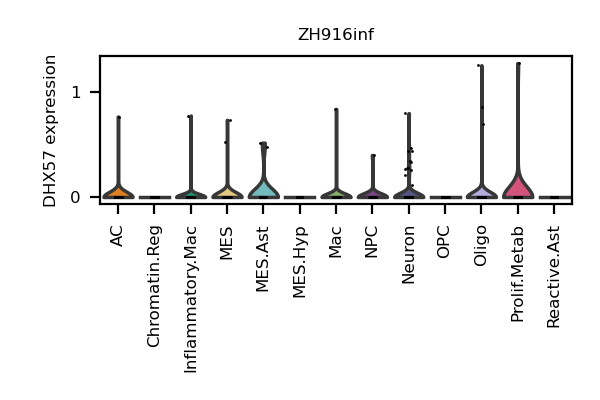 ZH916inf
DHX57 expression
1
0
AC
Chromatin.Reg
Inflammatory.Mac
MES
MES.Ast
MES.Hyp
Mac
NPC
Neuron
OPC
Oligo
Prolif.Metab
Reactive.Ast